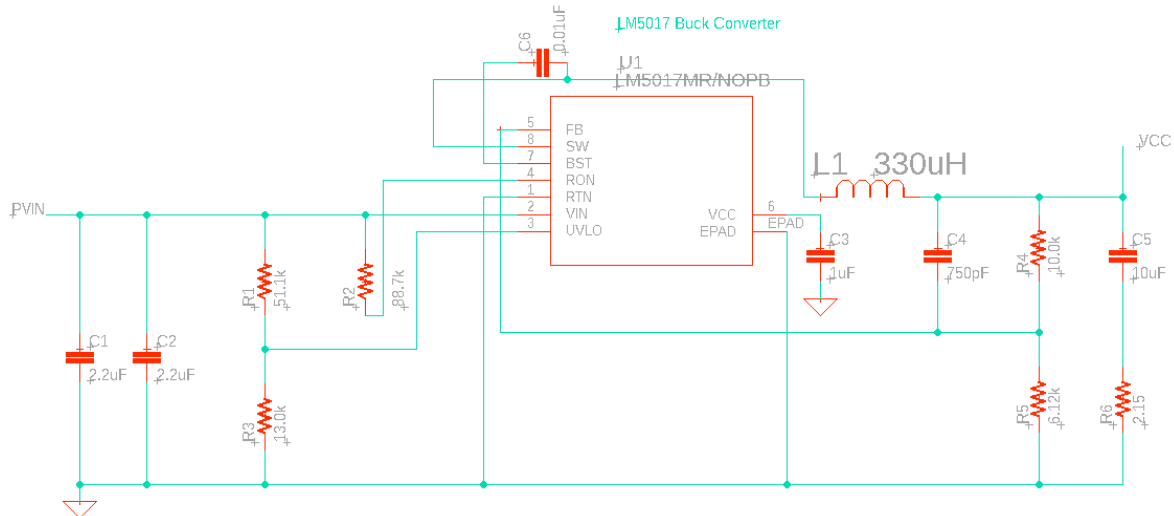 LM5017 Buck Converter
C6
0.01uF
U1
LM5017MR/NOPB
5 FB
8 SW
7 BST
4 RON
1 RTN
2 VIN
3 UVLO
VCC 6
EPAD EPAD
PVIN
L1 330uH
VCC
R1
51.1k
R2
88.7k
C3
1uF
C4
750pF
R4
10.0k
C5
10uF
C1
2.2uF
C2
2.2uF
R3
13.0k
R5
6.12k
R6
2.15